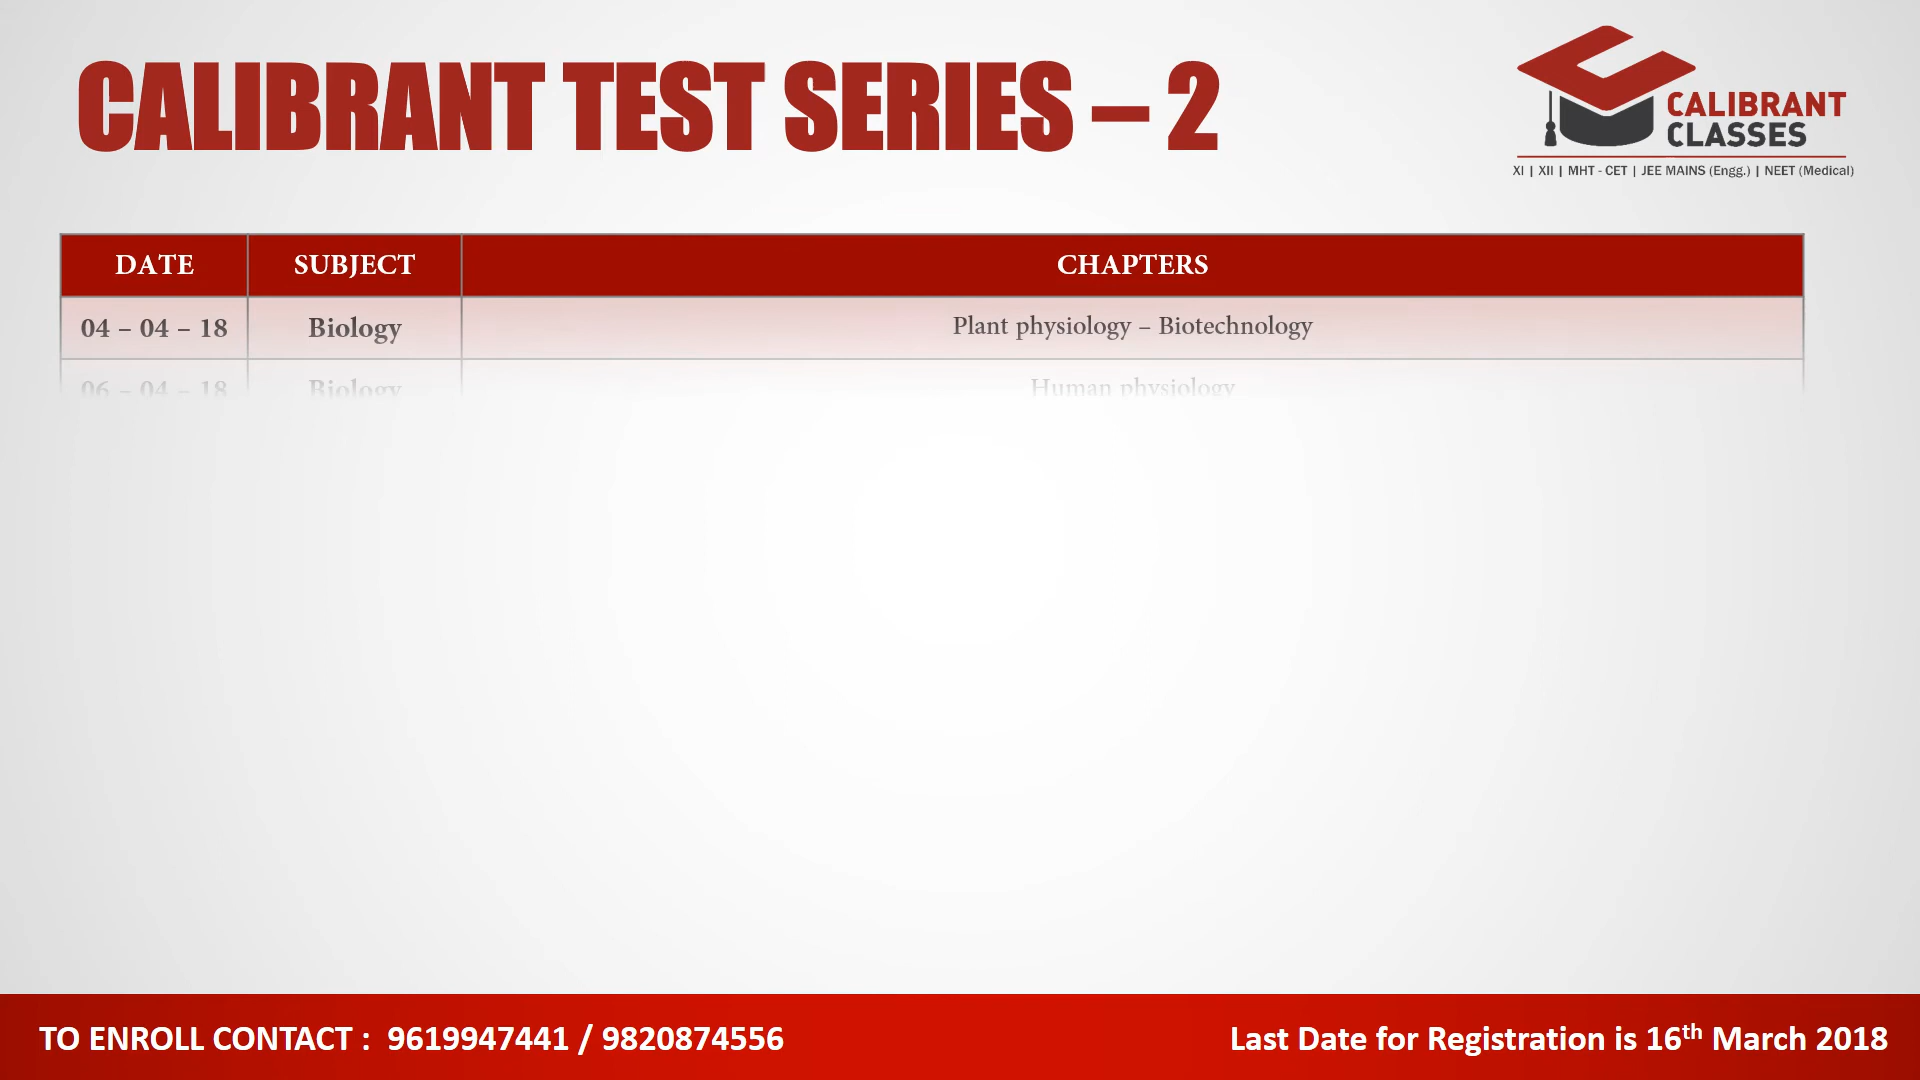 CALIBRANT TEST SERIES – 2
CALIBRANT
CLASSES
XI | XII | MHT - CET | JEE MAINS (Engg.) | NEET (Medical)
DATE SUBJECT CHAPTERS
04 – 04 – 18 Biology Plant physiology – Biotechnology
06 – 04 – 18 Biology Human physiology
TO ENROLL CONTACT : 9619947441 / 9820874556
Last Date for Registration is 16th March 2018